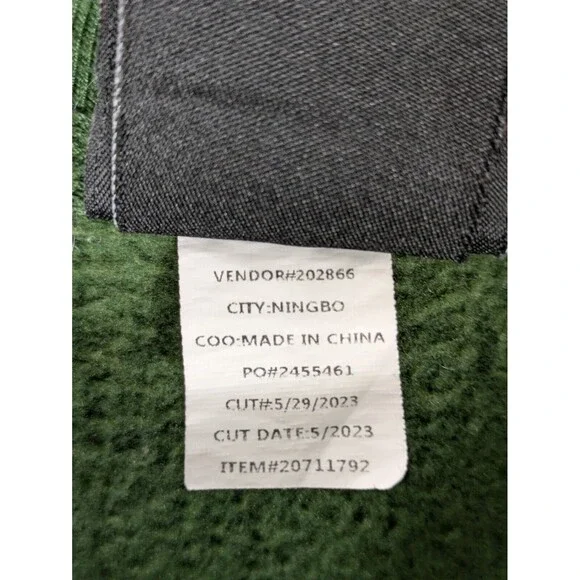 VENDOR#202866
CITY:NINGBO
COO:MADE IN CHINA
PO#2455461
CUT#:5/29/2023
CUT DATE:5/2023
ITEM#20711792